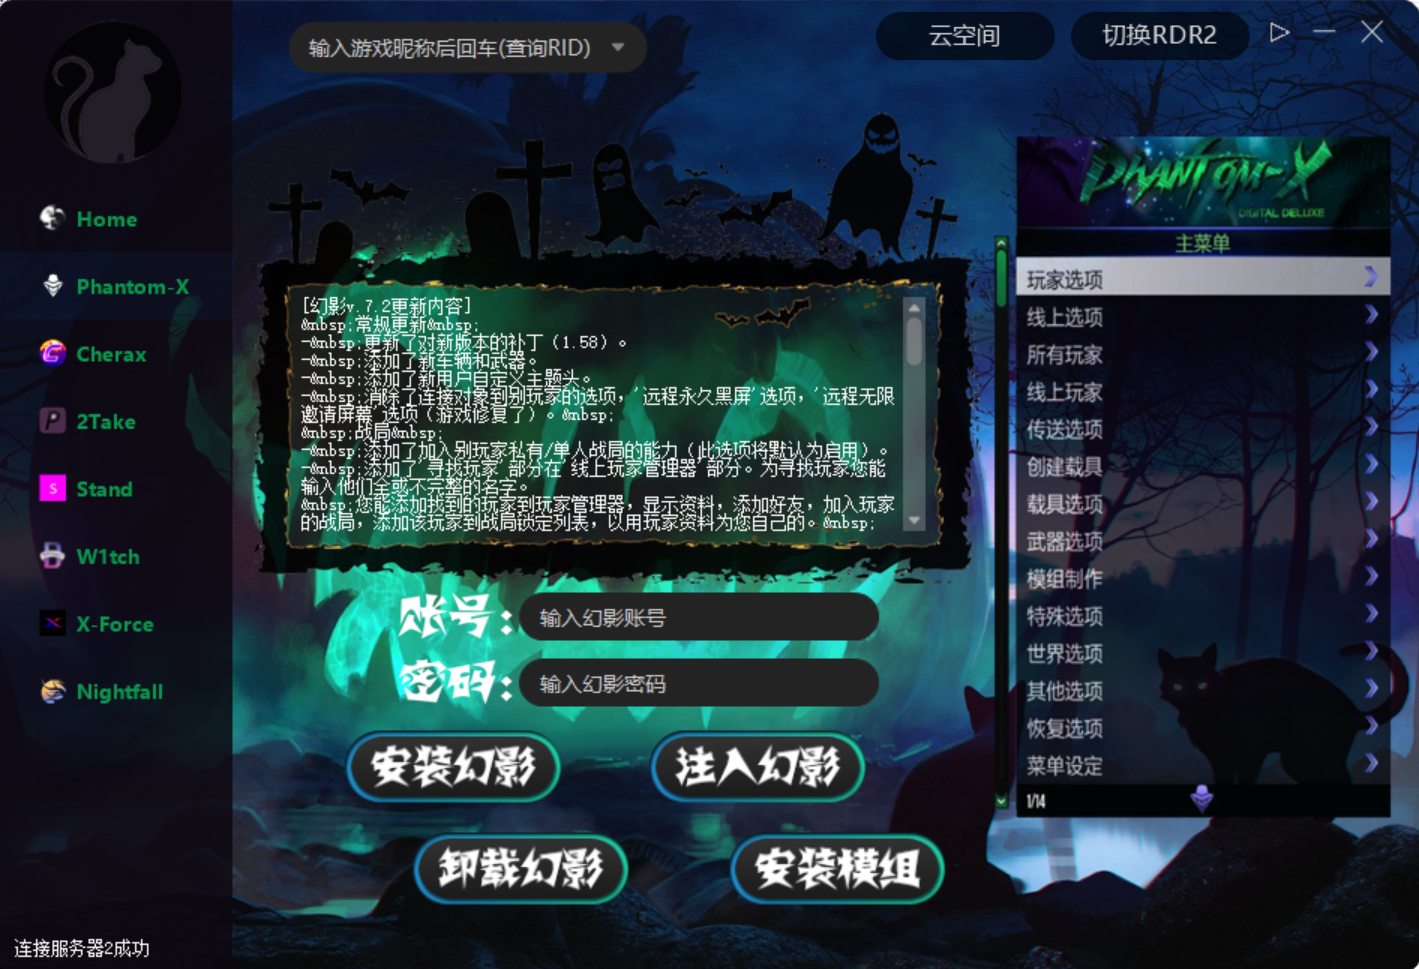 输入游戏昵称后回车(查询RID)
云空间
切换RDR2
Home
Phantom-X
Cherax
2Take
Stand
W1tch
X-Force
Nightfall
连接服务器2成功
[幻影v.7.2更新内容]
&nbsp;常规更新&nbsp;
-&nbsp;更新了对新版本的补丁（1.58）。
-&nbsp;添加了新车辆和武器。
-&nbsp;添加了新用户自定义主题头。
-&nbsp;消除了连接对象到别玩家的选项，'远程永久黑屏'选项，'远程无限
邀请屏幕'选项（游戏修复了）。&nbsp;
&nbsp;战局&nbsp;
-&nbsp;添加了加入别玩家私有/单人战局的能力（此选项将默认为启用）。
-&nbsp;添加了'寻找玩家'部分在'线上玩家管理器'部分。为寻找玩家您能
输入他们全或不完整的名字。
&nbsp;您能添加找到的玩家到玩家管理器，显示资料，添加好友，加入玩家
的战局，添加该玩家到战局锁定列表，以用玩家资料为您自己的。&nbsp;
账号：
输入幻影账号
密码：
输入幻影密码
安装幻影
注入幻影
卸载幻影
安装模组
PHANTOM-X
DIGITAL DELUXE
主菜单
玩家选项
线上选项
所有玩家
线上玩家
传送选项
创建载具
载具选项
武器选项
模组制作
特殊选项
世界选项
其他选项
恢复选项
菜单设定
1/14